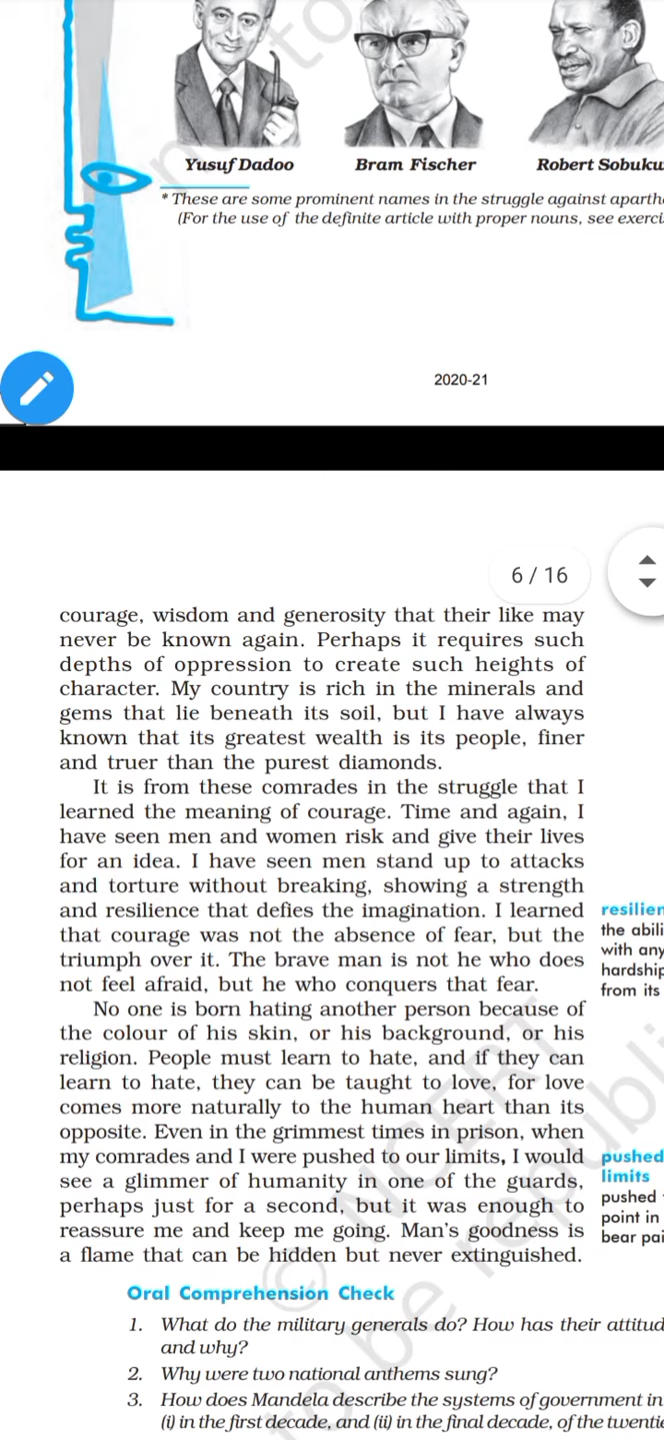 Yusuf Dadoo
Bram Fischer
Robert Sobuku
* These are some prominent names in the struggle against aparth
(For the use of the definite article with proper nouns, see exerci
2020-21
6 / 16
courage, wisdom and generosity that their like may
never be known again. Perhaps it requires such
depths of oppression to create such heights of
character. My country is rich in the minerals and
gems that lie beneath its soil, but I have always
known that its greatest wealth is its people, finer
and truer than the purest diamonds.
It is from these comrades in the struggle that I
learned the meaning of courage. Time and again, I
have seen men and women risk and give their lives
for an idea. I have seen men stand up to attacks
and torture without breaking, showing a strength
and resilience that defies the imagination. I learned
that courage was not the absence of fear, but the
triumph over it. The brave man is not he who does
not feel afraid, but he who conquers that fear.
resilien
the abili
with any
hardship
from its
No one is born hating another person because of
the colour of his skin, or his background, or his
religion. People must learn to hate, and if they can
learn to hate, they can be taught to love, for love
comes more naturally to the human heart than its
opposite. Even in the grimmest times in prison, when
my comrades and I were pushed to our limits, I would
see a glimmer of humanity in one of the guards,
perhaps just for a second, but it was enough to
reassure me and keep me going. Man's goodness is
a flame that can be hidden but never extinguished.
pushed
limits
pushed
point in
bear pai
Oral Comprehension Check
1. What do the military generals do? How has their attitud
and why?
2. Why were two national anthems sung?
3. How does Mandela describe the systems of government in
(i) in the first decade, and (ii) in the final decade, of the twentie
© NCERT
to be republi